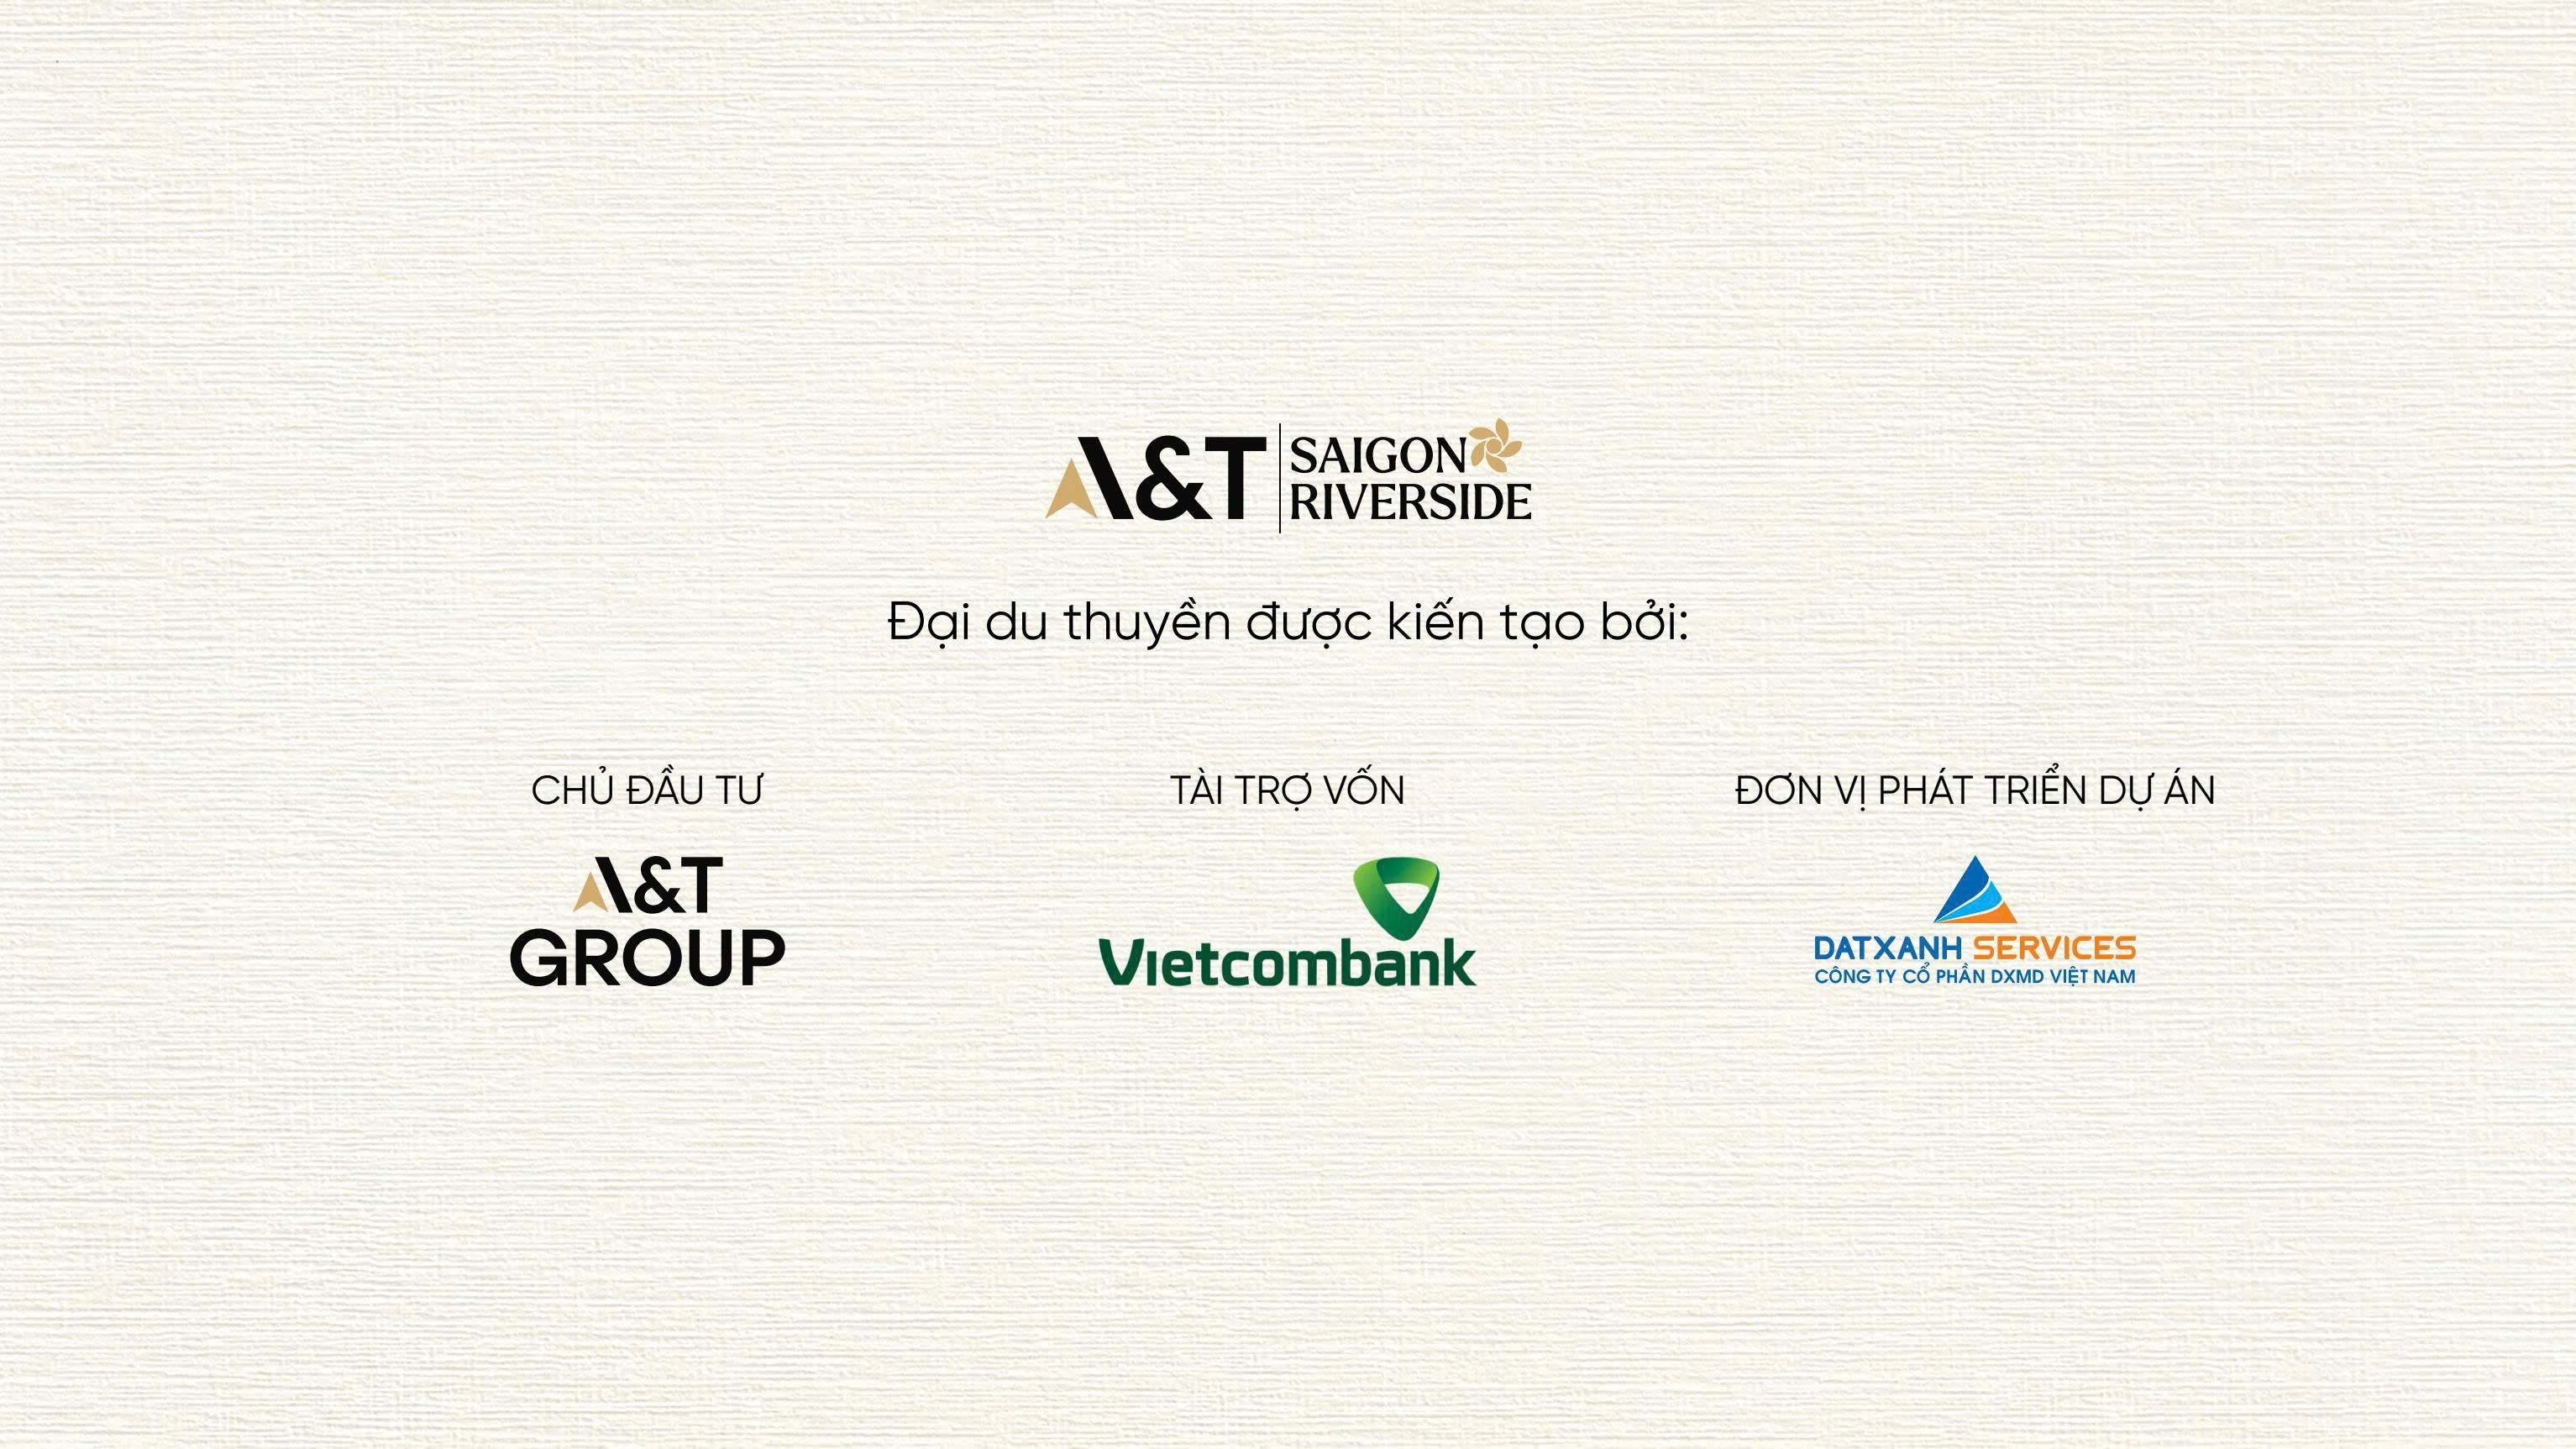 A&T SAIGON RIVERSIDE
Đại du thuyền được kiến tạo bởi:
CHỦ ĐẦU TƯ
A&T
GROUP
TÀI TRỢ VỐN
Vietcombank
ĐƠN VỊ PHÁT TRIỂN DỰ ÁN
DATXANH SERVICES
CÔNG TY CỔ PHẦN DXMD VIỆT NAM